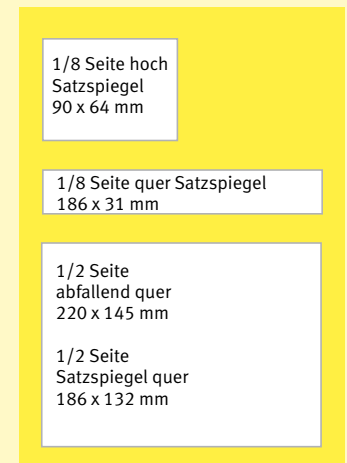 1/8 Seite hoch
Satzspiegel
90 x 64 mm
1/8 Seite quer Satzspiegel
186 x 31 mm
1/2 Seite
abfallend quer
220 x 145 mm
1/2 Seite
Satzspiegel quer
186 x 132 mm